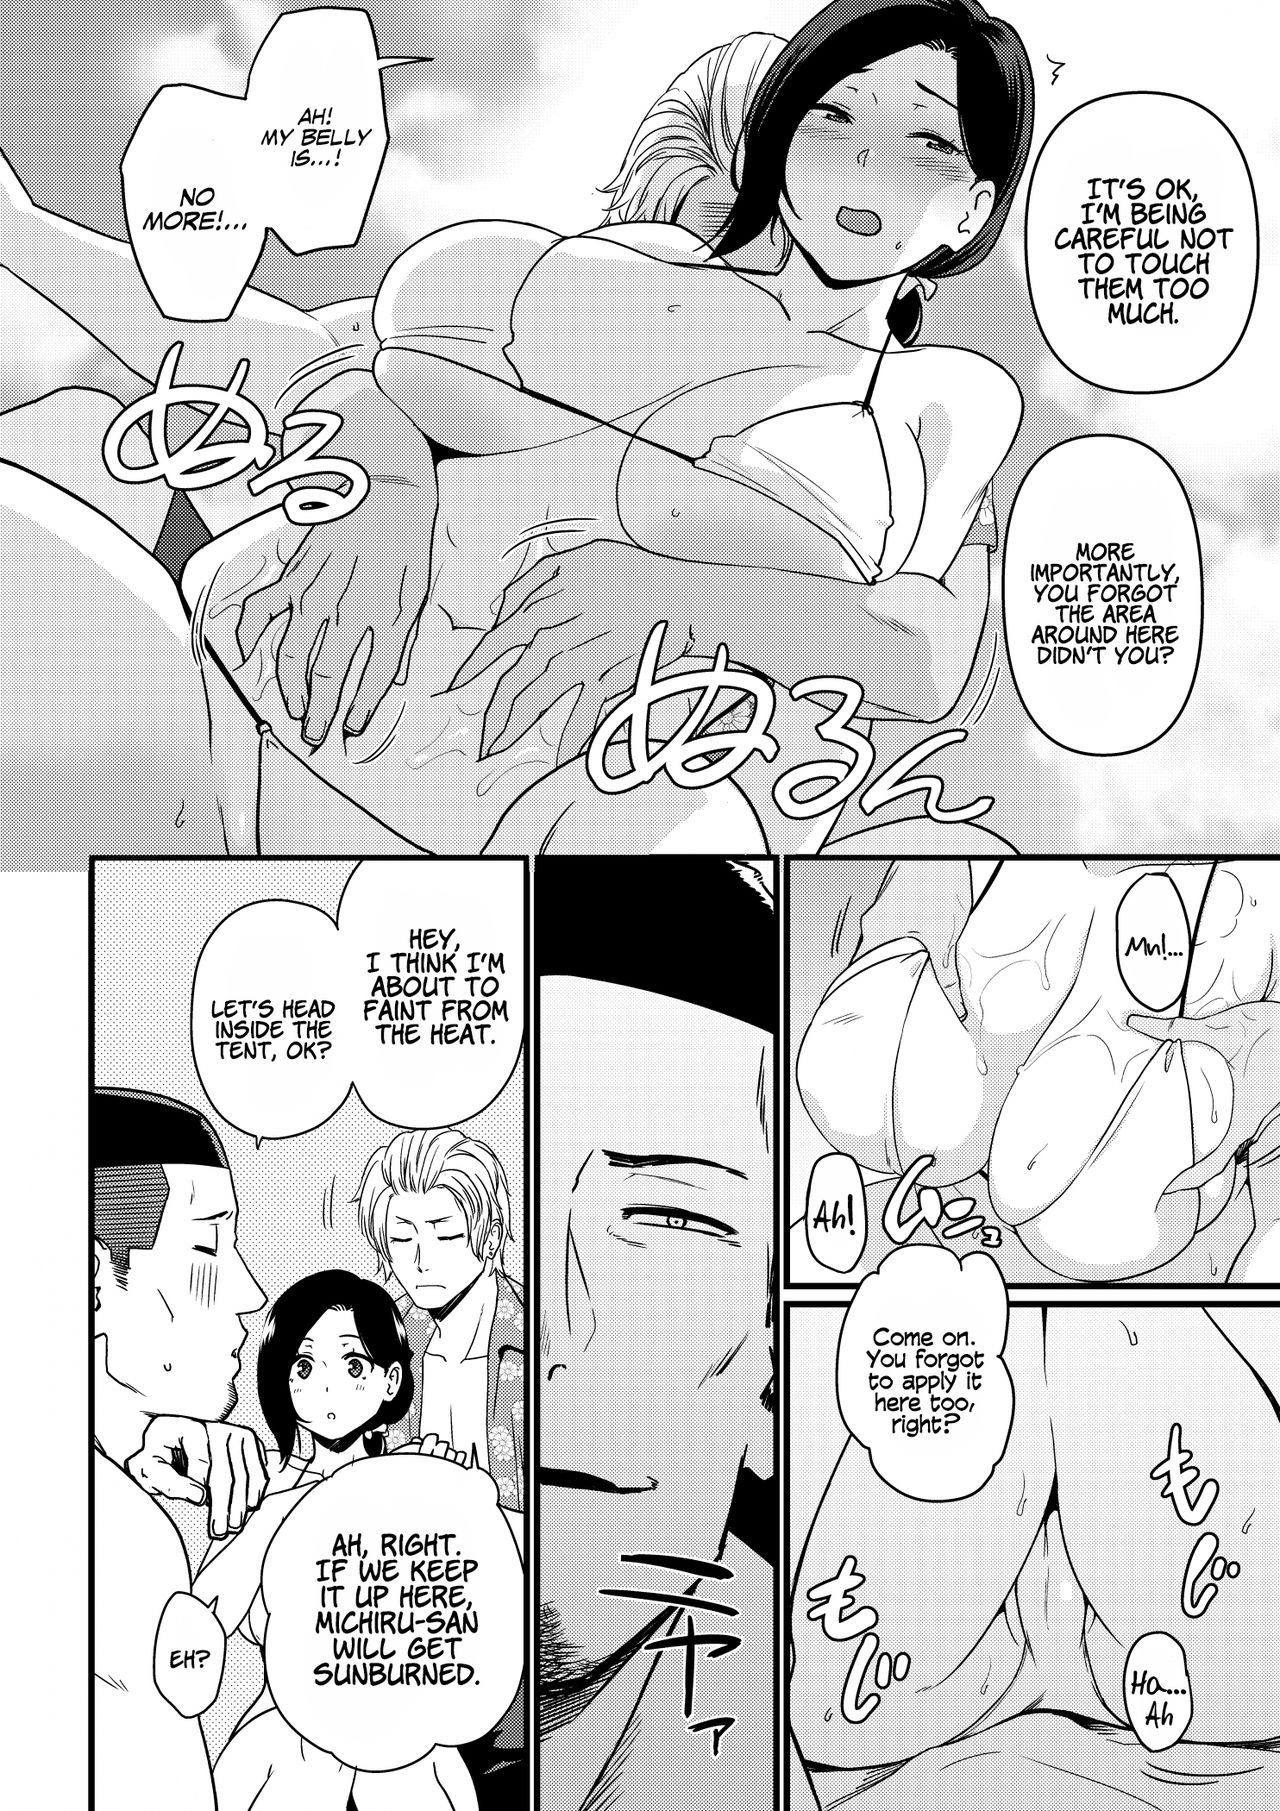 IT'S OK,
I'M BEING
CAREFUL NOT
TO TOUCH
THEM TOO
MUCH.
AH!
MY BELLY
IS...!
NO
MORE!...
ぬる
MORE
IMPORTANTLY,
YOU FORGOT
THE AREA
AROUND HERE
DIDN'T YOU?
ぬるん
Mn!...
Ah!
ムニュ
Come on.
You forgot
to apply it
here too,
right?
もじ
もじ
Ha...
Ah
ニヤァ
HEY,
I THINK I'M
ABOUT TO
FAINT FROM
THE HEAT.
LET'S HEAD
INSIDE THE
TENT, OK?
AH, RIGHT.
IF WE KEEP
IT UP HERE,
MICHIRU-SAN
WILL GET
SUNBURNED.
EH?